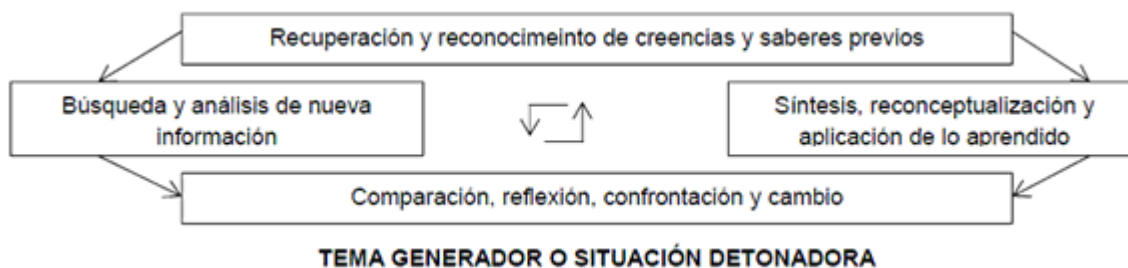 Recuperación y reconocimeinto de creencias y saberes previos
Búsqueda y análisis de nueva
información
Síntesis, reconceptualización y
aplicación de lo aprendido
Comparación, reflexión, confrontación y cambio
TEMA GENERADOR O SITUACIÓN DETONADORA